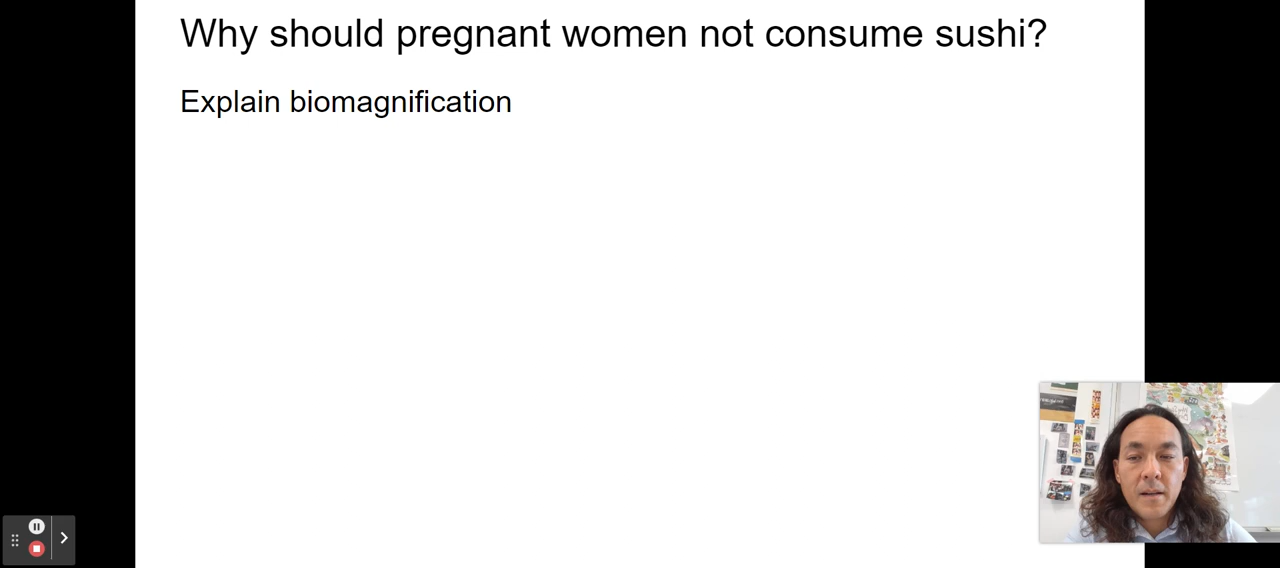 Why should pregnant women not consume sushi?
Explain biomagnification